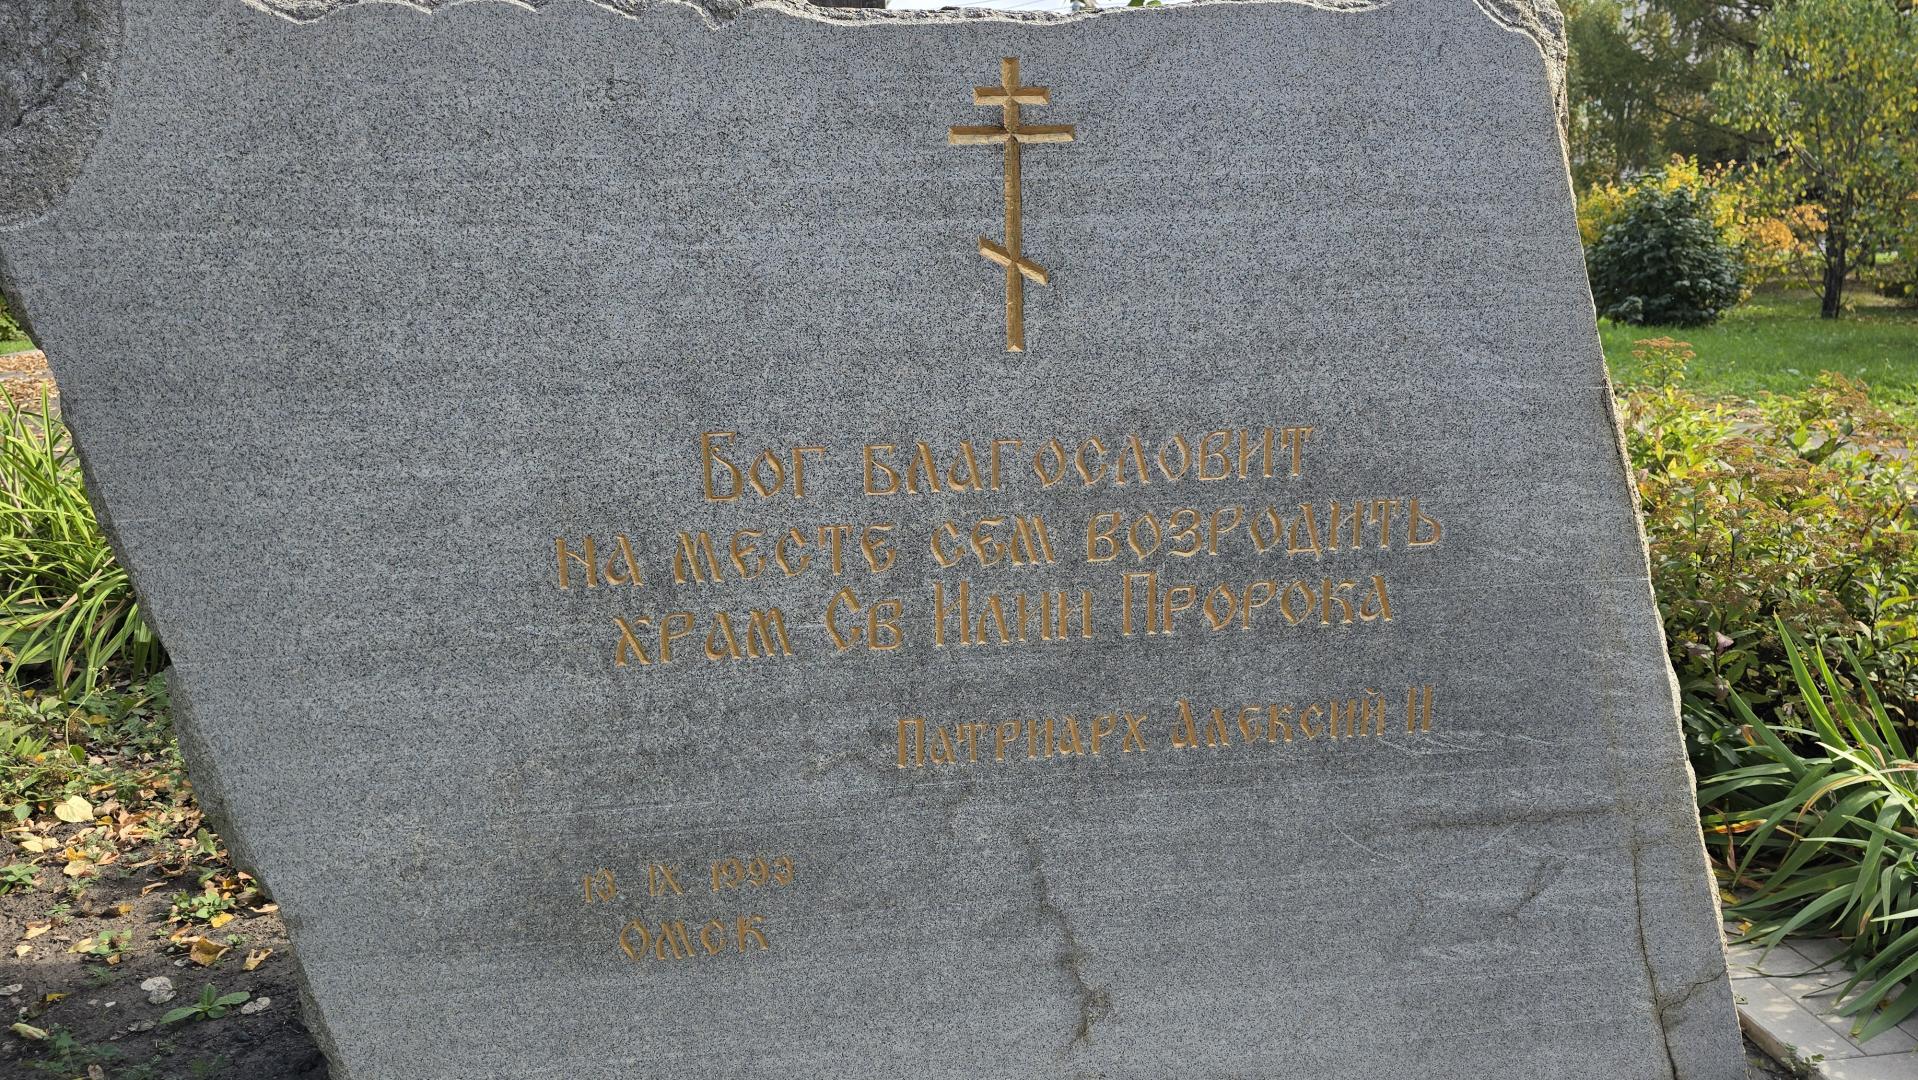 Бог благословит
на месте сем возродить
храм Св Илии Пророка
Патриарх Алексий II
13. IX 1993
Омск